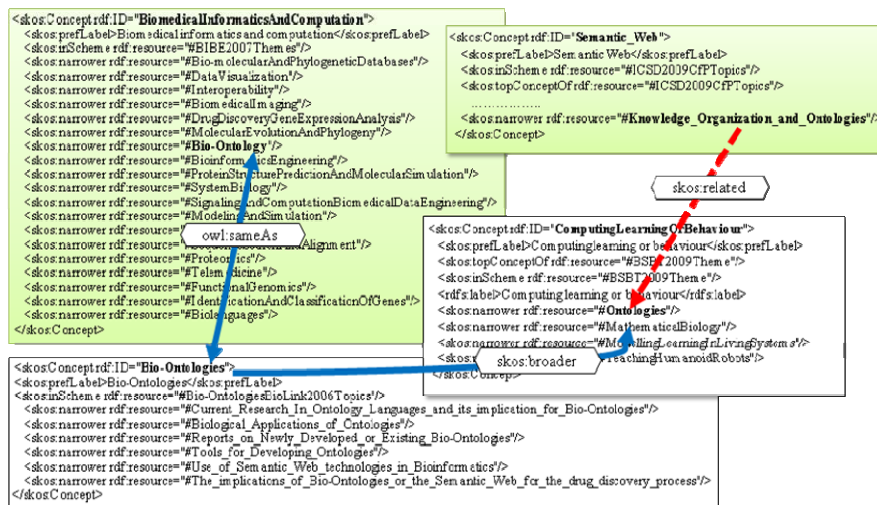 <skos:Concept rdf:ID="BiomedicalInformaticsAndComputation">
<skos:prefLabel>Biomedical informatics and computation</skos:prefLabel>
<skos:inScheme rdf:resource="#BIBE2007Themes"/>
<skos:narrower rdf:resource="#Bio-molecularAndPhylogeneticDatabases"/>
<skos:narrower rdf:resource="#DataVisualization"/>
<skos:narrower rdf:resource="#Interoperability"/>
<skos:narrower rdf:resource="#BiomedicalImaging"/>
<skos:narrower rdf:resource="#DrugDiscoveryGeneExpressionAnalysis"/>
<skos:narrower rdf:resource="#MolecularEvolutionAndPhylogeny"/>
<skos:narrower rdf:resource="#Bio-Ontology"/>
<skos:narrower rdf:resource="#BioinformaticsEngineering"/>
<skos:narrower rdf:resource="#ProteinStructurePredictionAndMolecularSimulation"/>
<skos:narrower rdf:resource="#SystemBiology"/>
<skos:narrower rdf:resource="#SignalingAndComputationBiomedicalDataEngineering"/>
<skos:narrower rdf:resource="#ModelingAndSimulation"/>
<skos:narrower
owl:sameAs
<skos:narrower Alignment"/>
<skos:narrower rdf:resource="#Proteomics"/>
<skos:narrower rdf:resource="#Telemedicine"/>
<skos:narrower rdf:resource="#FunctionalGenomics"/>
<skos:narrower rdf:resource="#IdentificationAndClassificationOfGenes"/>
<skos:narrower rdf:resource="#Biolanguages"/>
</skos:Concept>
<skos:Concept rdf:ID="Semantic_Web">
<skos:prefLabel>Semantic Web</skos:prefLabel>
<skos:inScheme rdf:resource="#ICSD2009CfPTopics"/>
<skos:topConceptOf rdf:resource="#ICSD2009CfPTopics"/>
................
<skos:narrower rdf:resource="#Knowledge_Organization_and_Ontologies"/>
</skos:Concept>
skos:related
<skos:Concept rdf:ID="ComputingLearningOfBehaviour">
<skos:prefLabel>Computing learning or behaviour</skos:prefLabel>
<skos:topConceptOf rdf:resource="#BSBT2009Theme"/>
<skos:inScheme rdf:resource="#BSBT2009Theme"/>
<rdfs:label>Computing learning or behaviour</rdfs:label>
<skos:narrower rdf:resource="#Ontologies"/>
<skos:narrower rdf:resource="#MathematicalBiology"/>
<skos:narrower rdf:resource="#ModellingLearningInLivingSystems"/>
skos:broader
TeachingHumanoidRobots"/>
</skos:Concept>
<skos:Concept rdf:ID="Bio-Ontologies">
<skos:prefLabel>Bio-Ontologies</skos:prefLabel>
<skos:inScheme rdf:resource="#Bio-OntologiesBioLink2006Topics"/>
<skos:narrower rdf:resource="#Current_Research_In_Ontology_Languages_and_its_implication_for_Bio-Ontologies"/>
<skos:narrower rdf:resource="#Biological_Applications_of_Ontologies"/>
<skos:narrower rdf:resource="#Reports_on_Newly_Developed_or_Existing_Bio-Ontologies"/>
<skos:narrower rdf:resource="#Tools_for_Developing_Ontologies"/>
<skos:narrower rdf:resource="#Use_of_Semantic_Web_technologies_in_Bioinformatics"/>
<skos:narrower rdf:resource="#The_implications_of_Bio-Ontologies_or_the_Semantic_Web_for_the_drug_discovery_process"/>
</skos:Concept>